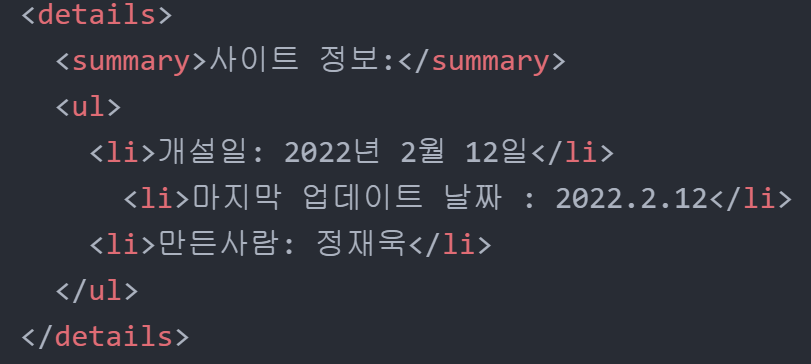 <details>
<summary>사이트 정보:</summary>
<ul>
<li>개설일: 2022년 2월 12일</li>
<li>마지막 업데이트 날짜 : 2022.2.12</li>
<li>만든사람: 정재욱</li>
</ul>
</details>